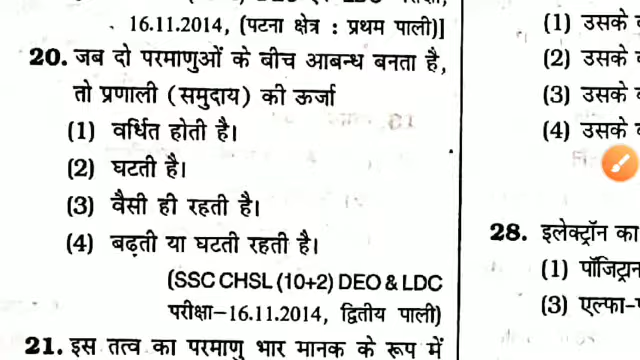 16.11.2014, (पटना क्षेत्र : प्रथम पाली)]
20. जब दो परमाणुओं के बीच आबन्ध बनता है,
तो प्रणाली (समुदाय) की ऊर्जा
(1) वर्धित होती है।
(2) घटती है।
(3) वैसी ही रहती है।
(4) बढ़ती या घटती रहती है।
(SSC CHSL (10+2) DEO & LDC
परीक्षा-16.11.2014, द्वितीय पाली)
21. इस तत्व का परमाणु भार मानक के रूप में
(1) उसके
(2) उसके
(3) उसके
(4) उसके
28. इलेक्ट्रॉन का
(1) पॉजिट्रान
(3) एल्फा-